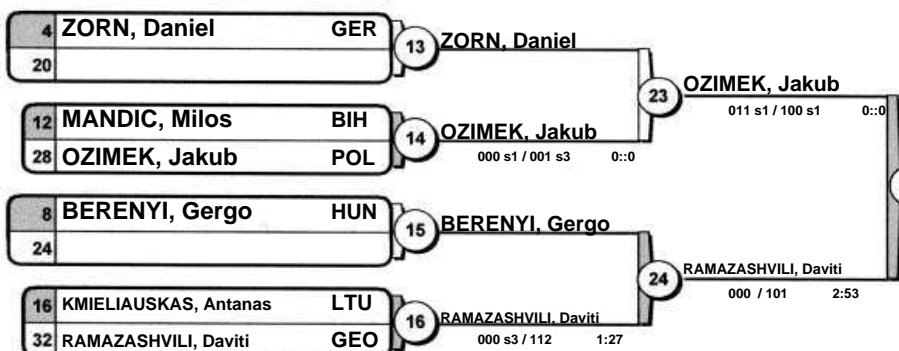 4 ZORN, Daniel GER
20
13 ZORN, Daniel
12 MANDIC, Milos BIH
28 OZIMEK, Jakub POL
14 OZIMEK, Jakub
000 s1 / 001 s3 0::0
23 OZIMEK, Jakub
011 s1 / 100 s1 0::0
8 BERENYI, Gergo HUN
24
15 BERENYI, Gergo
16 KMIELIAUSKAS, Antanas LTU
32 RAMAZASHVILI, Daviti GEO
16 RAMAZASHVILI, Daviti
000 s3 / 112 1:27
24 RAMAZASHVILI, Daviti
000 / 101 2:53